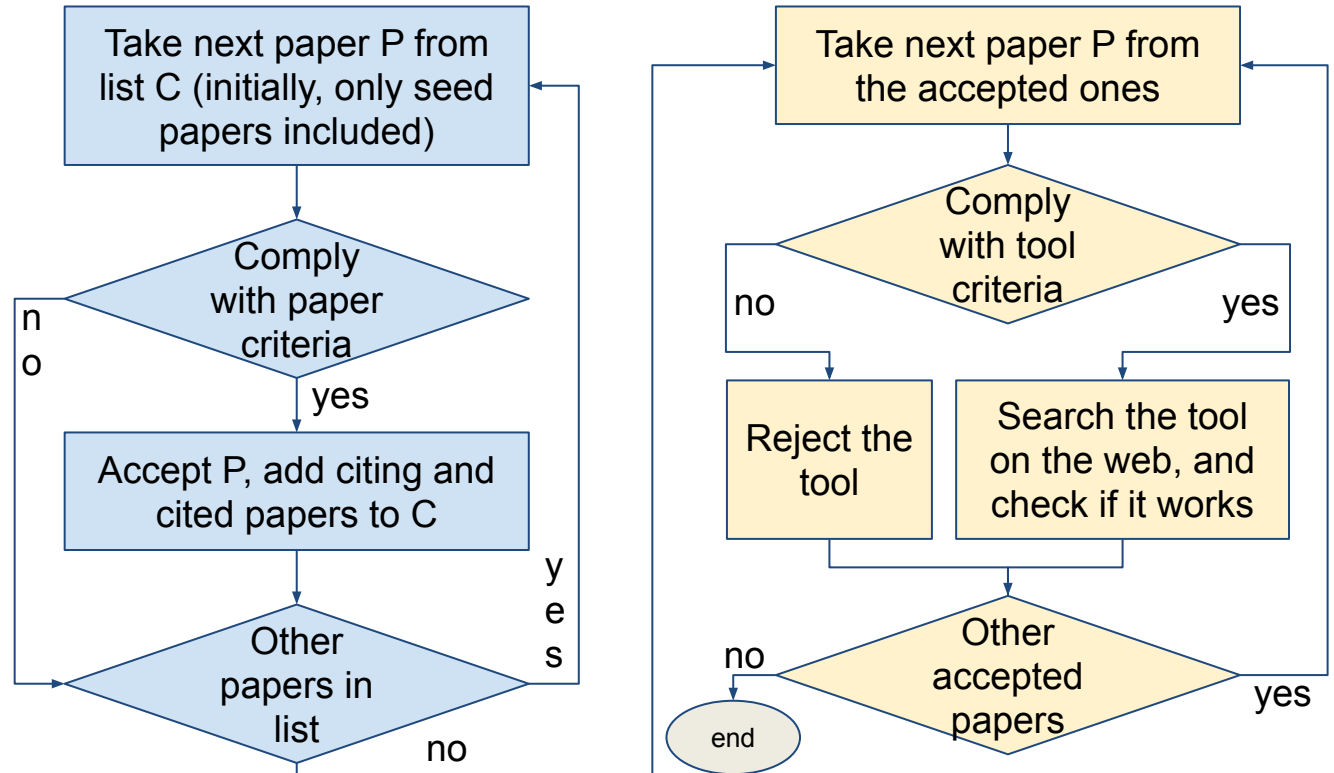 Take next paper P from
list C (initially, only seed
papers included)
Comply
with paper
criteria
n
o
yes
Accept P, add citing and
cited papers to C
y
e
s
Other
papers in
list
no
Take next paper P from
the accepted ones
Comply
with tool
criteria
no
yes
Reject the
tool
Search the tool
on the web, and
check if it works
Other
accepted
papers
no
yes
end